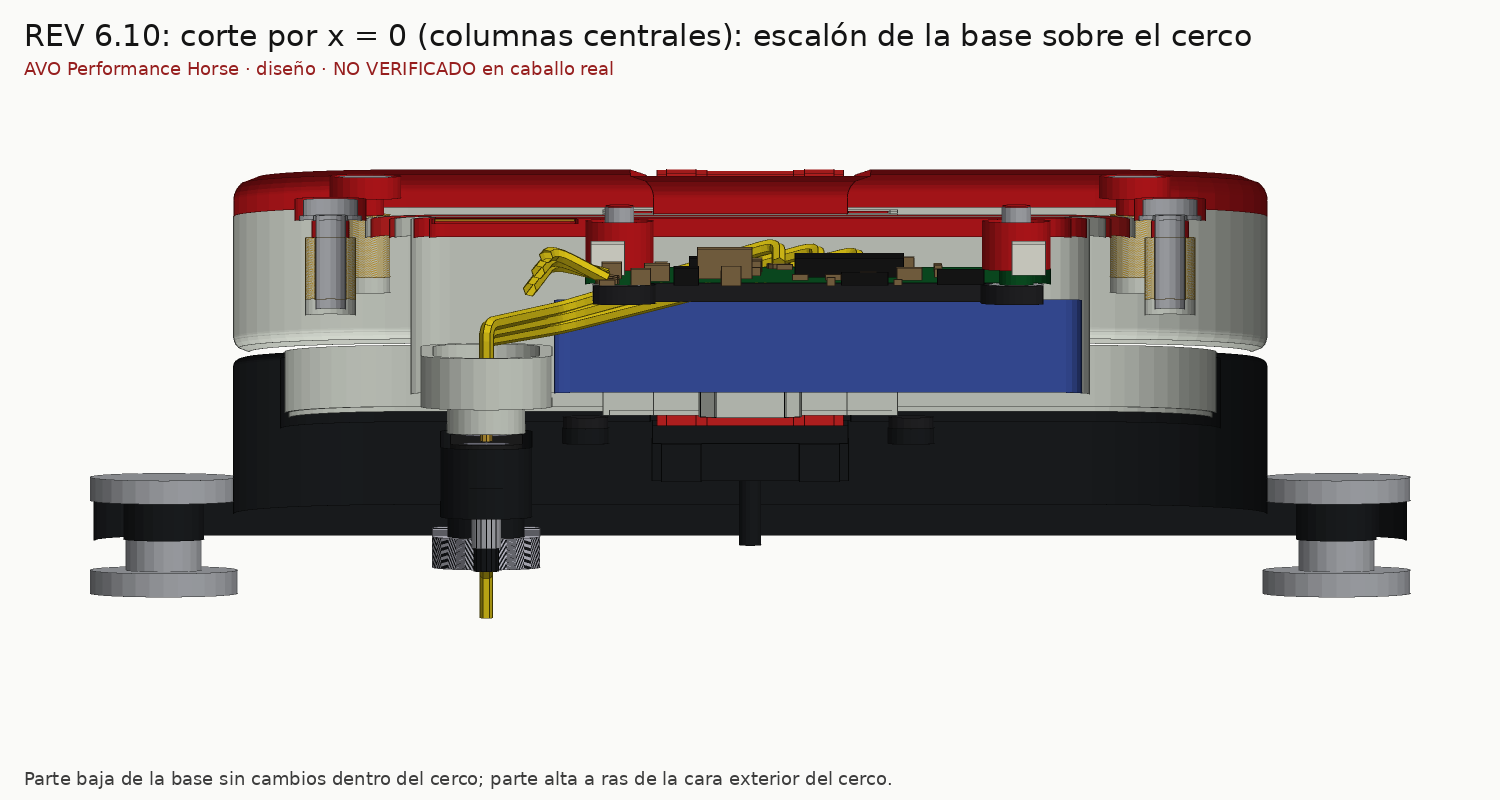 REV 6.10: corte por x = 0 (columnas centrales): escalón de la base sobre el cerco
AVO Performance Horse · diseño · NO VERIFICADO en caballo real
Parte baja de la base sin cambios dentro del cerco; parte alta a ras de la cara exterior del cerco.